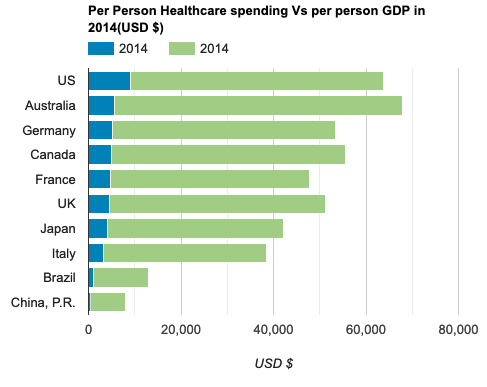 Per Person Healthcare spending Vs per person GDP in
2014(USD $)
2014 2014
US
Australia
Germany
Canada
France
UK
Japan
Italy
Brazil
China, P.R.
0 20,000 40,000 60,000 80,000
USD $